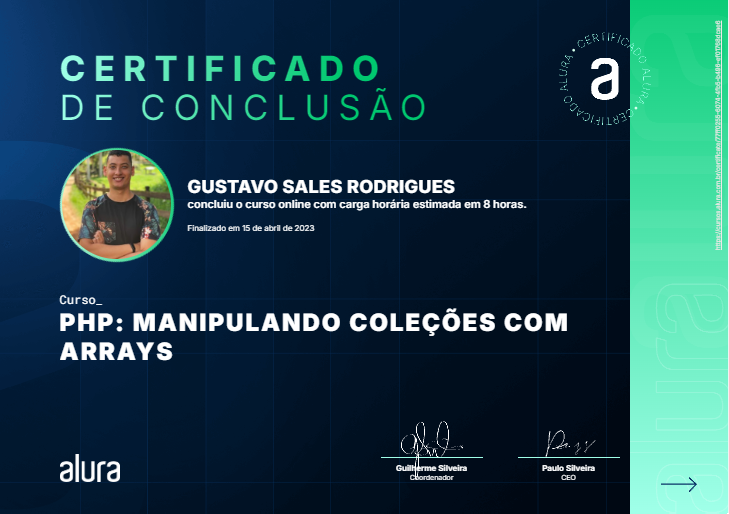 CERTIFICADO
DE CONCLUSÃO
CERTIFICADO ALURA • CERTIFICADO ALURA •
a
GUSTAVO SALES RODRIGUES
concluiu o curso online com carga horária estimada em 8 horas.
Finalizado em 15 de abril de 2023
Curso_
PHP: MANIPULANDO COLEÇÕES COM
ARRAYS
alura
Guilherme Silveira
Coordenador
Paulo Silveira
CEO
alura